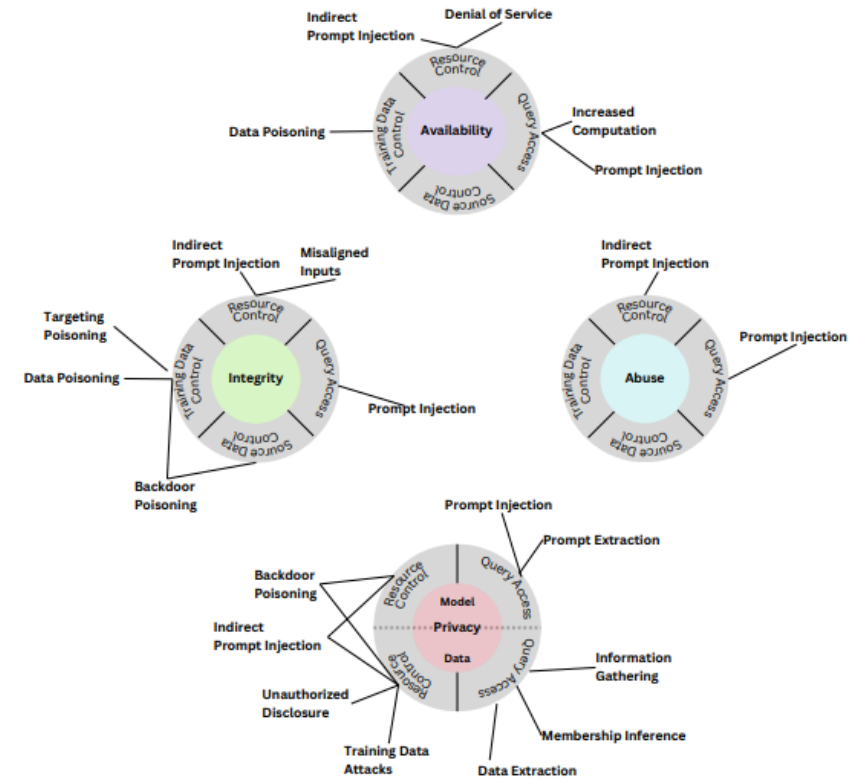 Indirect
Prompt Injection
Denial of Service
Resource
Control
Training Data
Control
Availability
Query Access
Source Data
Control
Data Poisoning
Increased
Computation
Prompt Injection
Indirect
Prompt Injection
Misaligned
Inputs
Targeting
Poisoning
Data Poisoning
Resource
Control
Training Data
Control
Integrity
Query Access
Source Data
Control
Prompt Injection
Backdoor
Poisoning
Indirect
Prompt Injection
Prompt Injection
Resource
Control
Training Data
Control
Abuse
Query Access
Source Data
Control
Prompt Injection
Prompt Extraction
Backdoor
Poisoning
Indirect
Prompt Injection
Unauthorized
Disclosure
Training Data
Attacks
Resource
Control
Query Access
Model
Privacy
Data
Resource
Control
Query Access
Information
Gathering
Membership Inference
Data Extraction